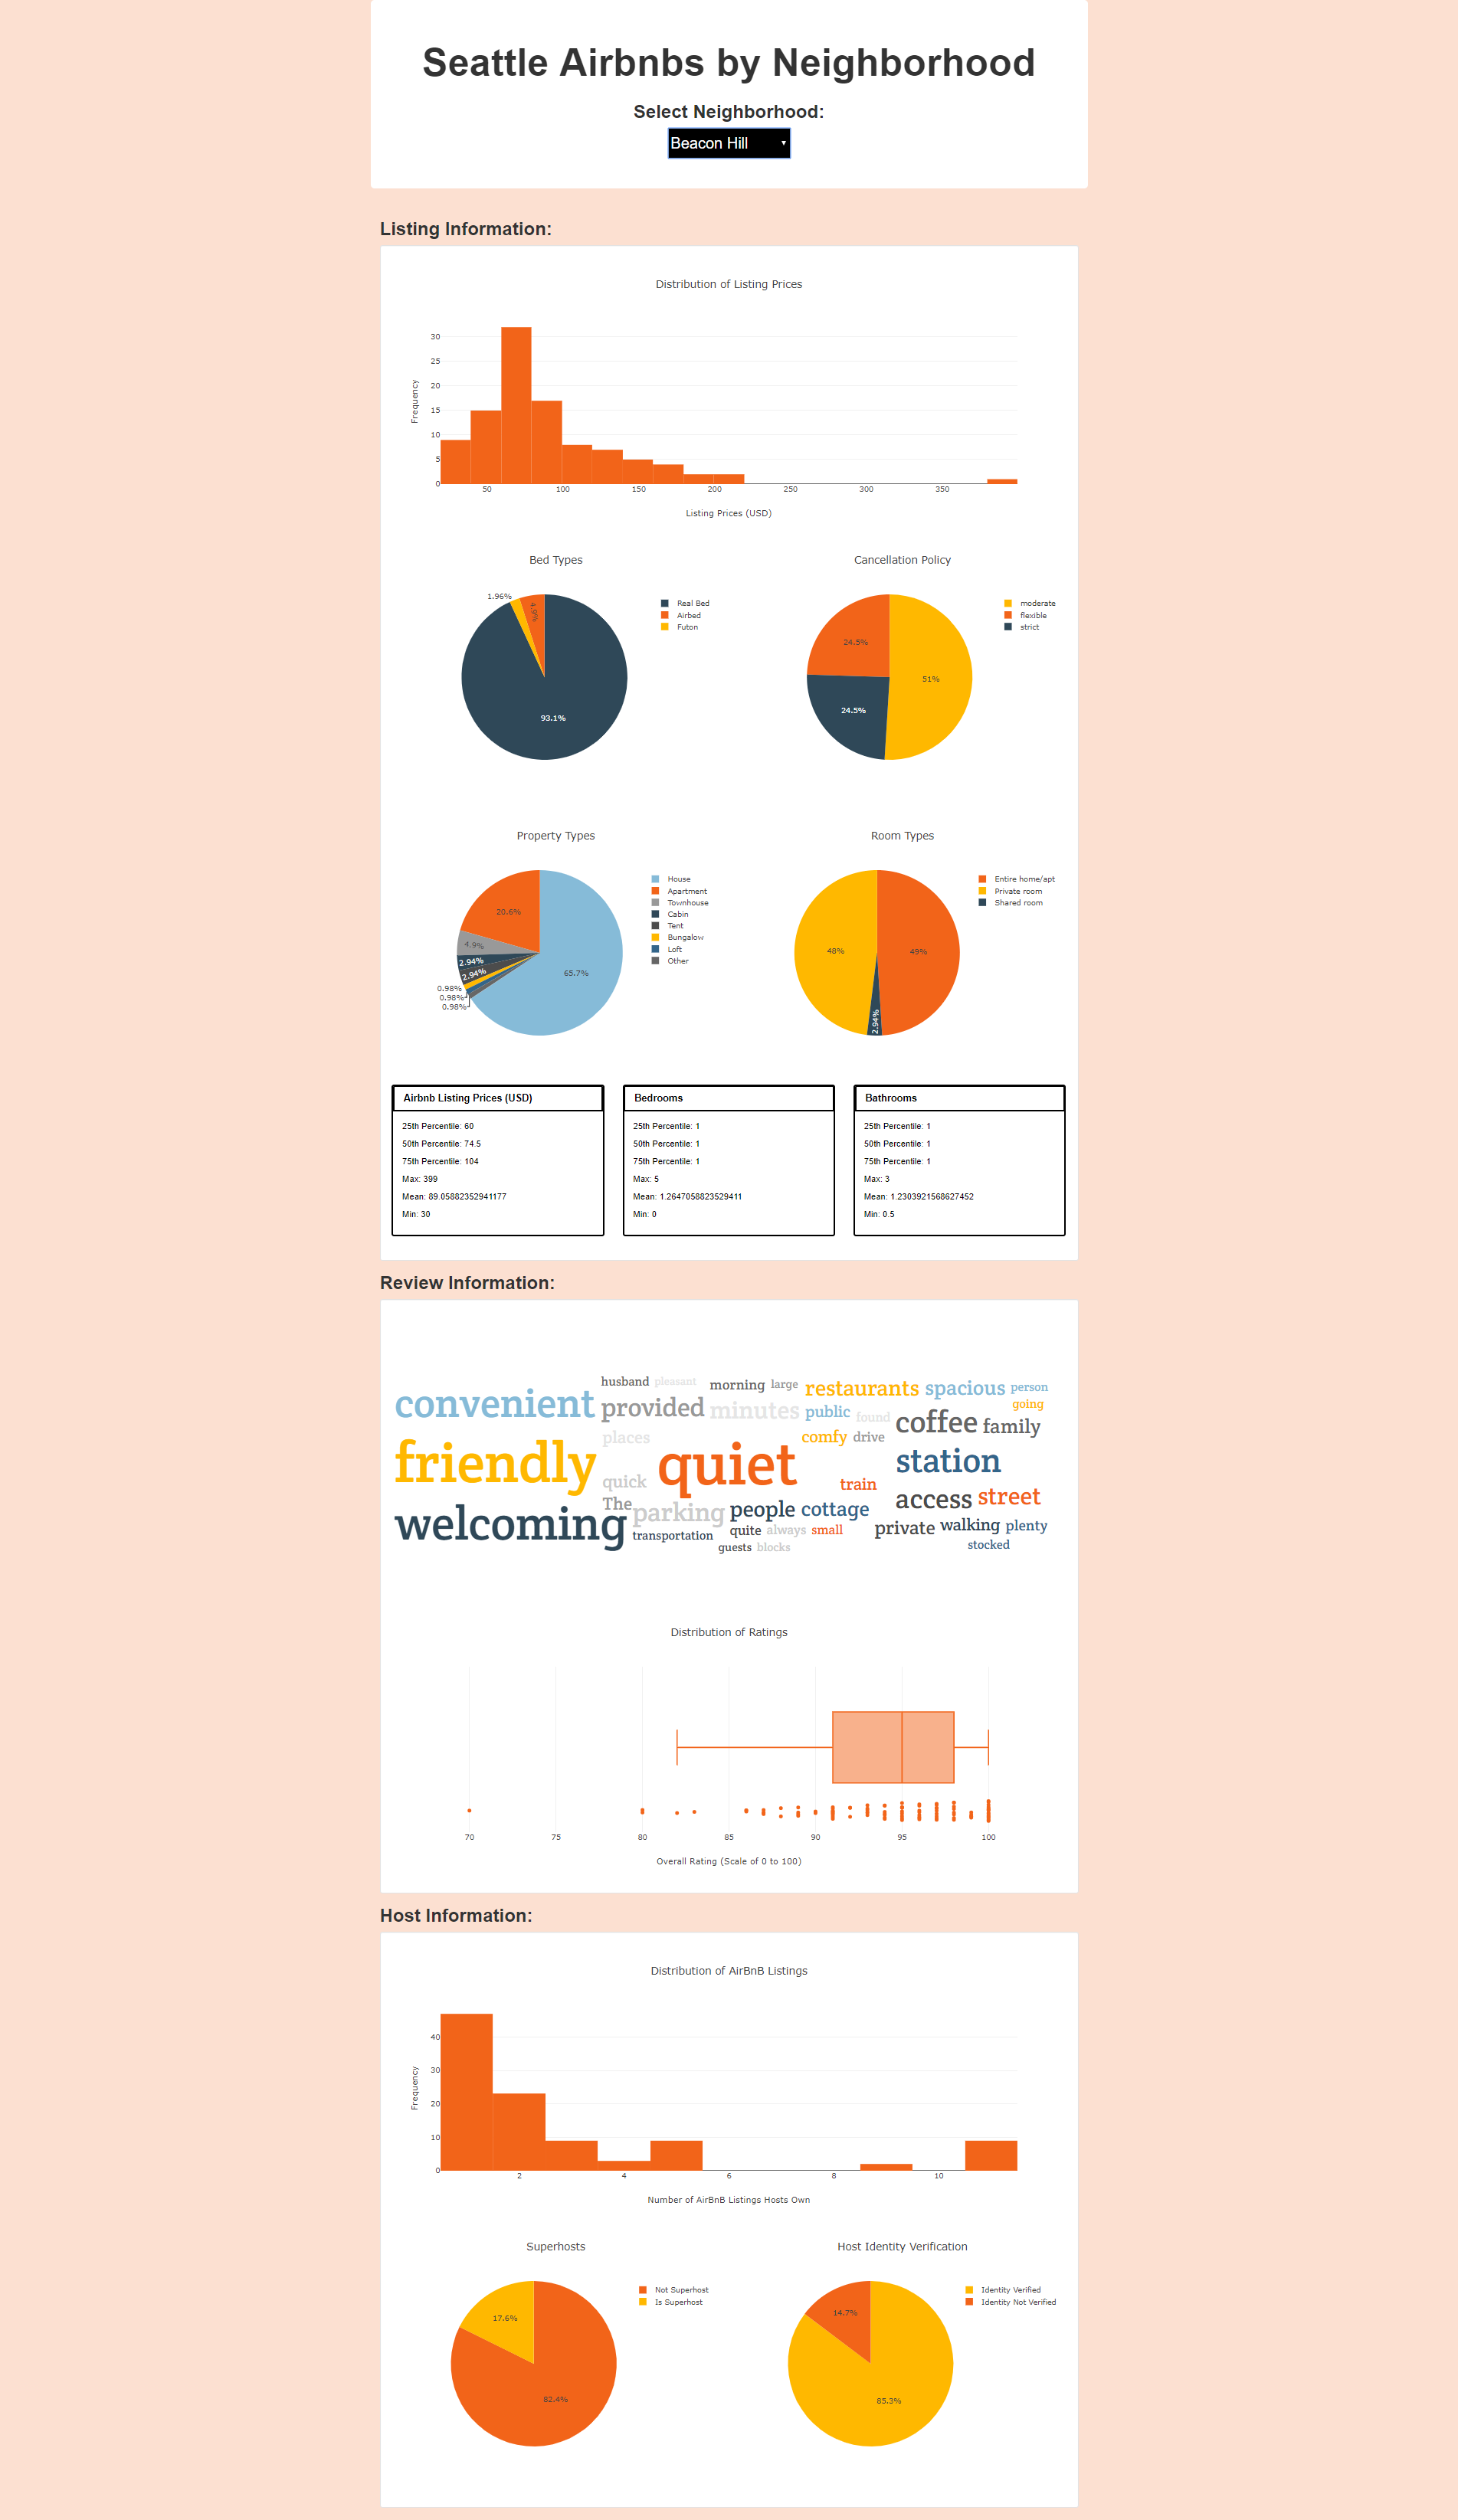 Seattle Airbnbs by Neighborhood
Select Neighborhood:
Beacon Hill
Listing Information:
Distribution of Listing Prices
30
25
20
15
10
5
0
Frequency
50 100 150 200 250 300 350
Listing Prices (USD)
Bed Types
1.96%
4.9%
93.1%
Real Bed
Airbed
Futon
Cancellation Policy
24.5%
51%
24.5%
moderate
flexible
strict
Property Types
20.6%
4.9%
2.94%
2.94%
0.98%
0.98%
0.98%
65.7%
House
Apartment
Townhouse
Cabin
Tent
Bungalow
Loft
Other
Room Types
48%
49%
2.94%
Entire home/apt
Private room
Shared room
Airbnb Listing Prices (USD)
25th Percentile: 60
50th Percentile: 74.5
75th Percentile: 104
Max: 399
Mean: 89.05882352941177
Min: 30
Bedrooms
25th Percentile: 1
50th Percentile: 1
75th Percentile: 1
Max: 5
Mean: 1.2647058823529411
Min: 0
Bathrooms
25th Percentile: 1
50th Percentile: 1
75th Percentile: 1
Max: 3
Mean: 1.2303921568627452
Min: 0.5
Review Information:
husband pleasant morning large restaurants spacious person
convenient provided minutes public found coffee family going
places comfy drive
friendly quiet station
quick train
The parking people cottage access street
welcoming transportation quite always small private walking plenty
guests blocks stocked
Distribution of Ratings
70 75 80 85 90 95 100
Overall Rating (Scale of 0 to 100)
Host Information:
Distribution of AirBnB Listings
40
30
20
10
0
Frequency
2 4 6 8 10
Number of AirBnB Listings Hosts Own
Superhosts
17.6%
82.4%
Not Superhost
Is Superhost
Host Identity Verification
14.7%
85.3%
Identity Verified
Identity Not Verified